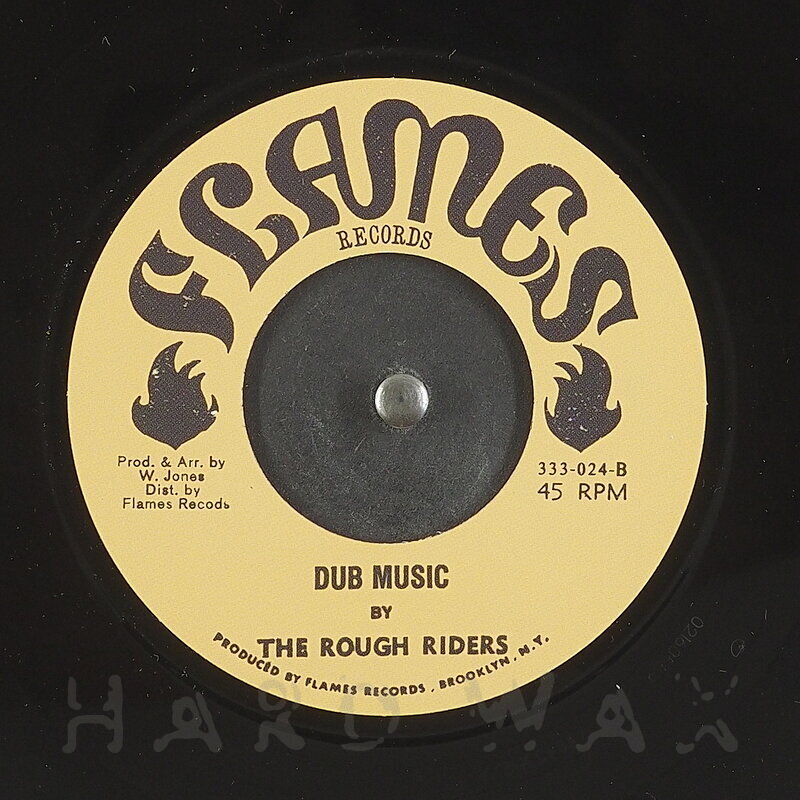 FLAMES
RECORDS
Prod. & Arr. by
W. Jones
Dist. by
Flames Recods
333-024-B
45 RPM
DUB MUSIC
BY
THE ROUGH RIDERS
PRODUCED BY FLAMES RECORDS , BROOKLYN , N.Y.
HARD WAX